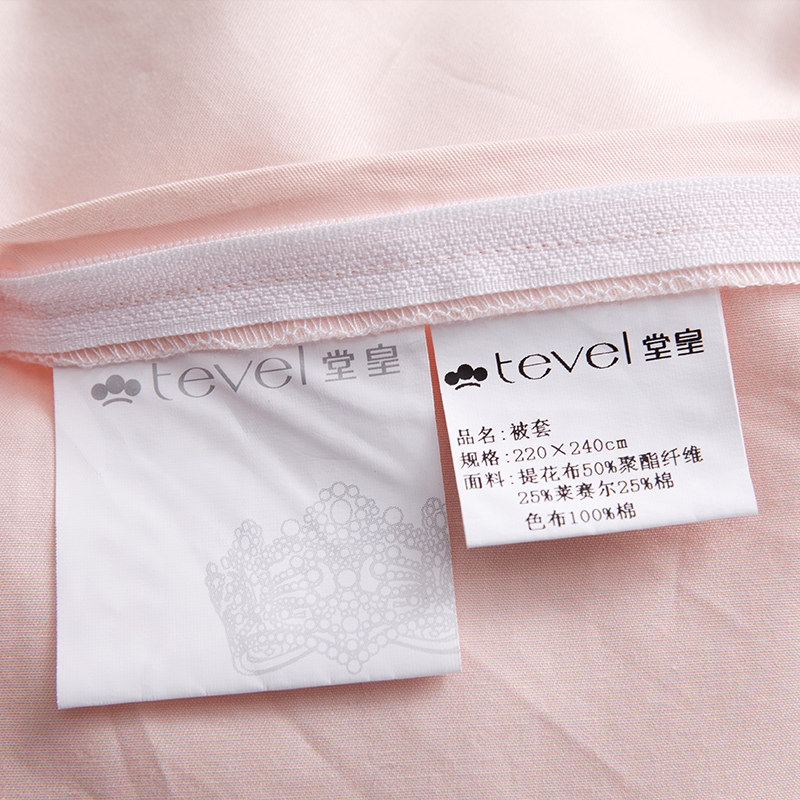 tevel 堂皇
tevel 堂皇
品名:被套
规格:220×240cm
面料:提花布50%聚酯纤维
25%莱赛尔25%棉
色布100%棉